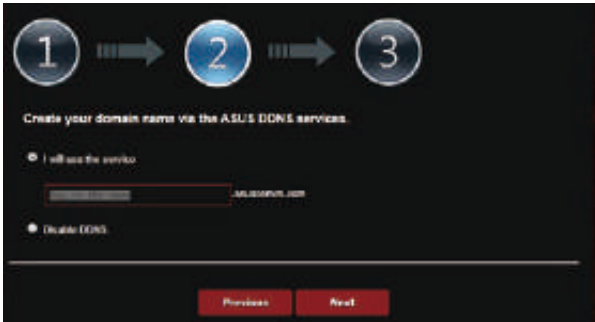 1 2 3
Create your domain name via the ASUS DDNS services.
I will use the service
.asuscomm.com
Disable DDNS
Previous Next